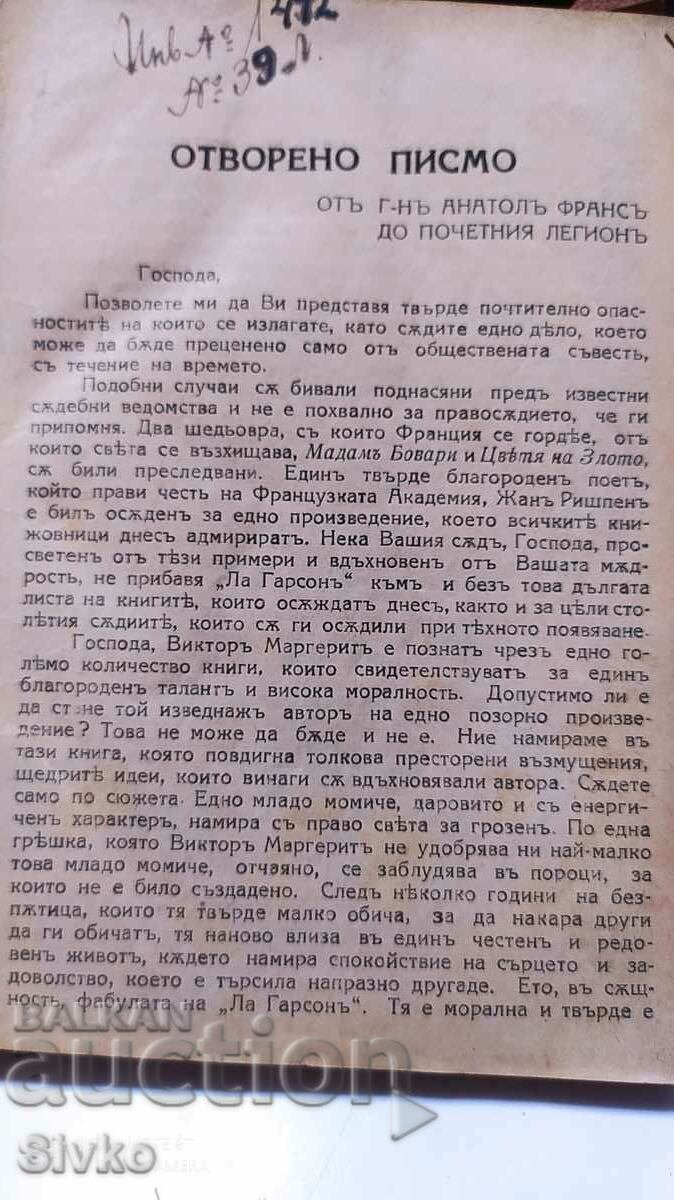 Инв. № 1472
№ 39 Л.
ОТВОРЕНО ПИСМО
ОТЪ Г-НЪ АНАТОЛЪ ФРАНСЪ
ДО ПОЧЕТНИЯ ЛЕГИОНЪ
Господа,
Позволете ми да Ви представя твърде почтително опас-
ноститѣ на които се излагате, като сѫдите едно дѣло, което
може да бѫде преценено само отъ обществената съвесть,
съ течение на времето.
Подобни случаи сѫ бивали поднасяни предъ известни
сѫдебни ведомства и не е похвално за правосѫдието, че ги
припомня. Два шедьовра, съ които Франция се гордѣе, отъ
които свѣта се възхищава, Мадамъ Бовари и Цвѣтя на Злото,
сѫ били преследвани. Единъ твърде благороденъ поетъ,
който прави честь на Французката Академия, Жанъ Ришпенъ
е билъ осѫденъ за едно произведение, което всичкитѣ кни-
жовници днесъ адмириратъ. Нека Вашия сѫдъ, Господа, про-
светенъ отъ тѣзи примери и вдъхновенъ отъ Вашата мѫд-
рость, не прибавя „Ла Гарсонъ“ къмъ и безъ това дългата
листа на книгитѣ, които осѫждатъ днесъ, както и за цѣли сто-
лѣтия сѫдиитѣ, които сѫ ги осѫдили при тѣхното появяване.
Господа, Викторъ Маргеритъ е познатъ чрезъ едно го-
лѣмо количество книги, които свидетелствуватъ за единъ
благороденъ талантъ и висока моралность. Допустимо ли е
да стане той изведнажъ авторъ на едно позорно произве-
дение? Това не може да бѫде и не е. Ние намираме въ
тази книга, която повдигна толкова престорени възмущения,
щедритѣ идеи, които винаги сѫ вдъхновявали автора. Сѫдете
само по сюжета. Едно младо момиче, даровито и съ енерги-
ченъ характеръ, намира съ право свѣта за грозенъ. По една
грѣшка, която Викторъ Маргеритъ не удобрява ни най-малко
това младо момиче, отчаяно, се заблудява въ пороци, за
които не е било създадено. Следъ нѣколко години на без-
пѫтица, които тя твърде малко обича, за да накара други
да ги обичатъ, тя наново влиза въ единъ честенъ и редо-
венъ животъ, кѫдето намира спокойствие на сърцето и за-
доволство, което е търсила напразно другаде. Ето, въ сѫщ-
ность, фабулата на „Ла Гарсонъ“. Тя е морална и твърде е
BALKAN
auction
Sivko